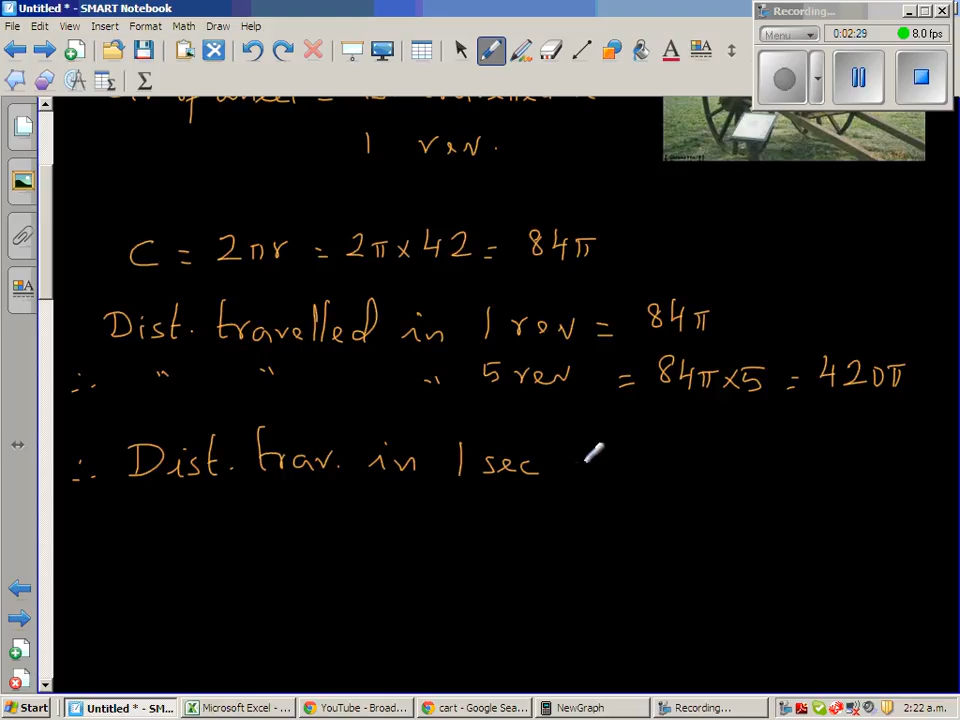 Untitled * - SMART Notebook
Recording...
File Edit View Insert Format Math Draw Help
Menu 0:02:29 8.0 fps
of wheel =
1 rev.
C = 2πr = 2π×42 = 84π
Dist. travelled in 1 rev = 84π
∴ " " " 5 rev = 84π×5 = 420π
∴ Dist. trav. in 1 sec
Start Untitled * - SM... Microsoft Excel - ... YouTube - Broad... cart - Google Sea... NewGraph Recording... 2:22 a.m.